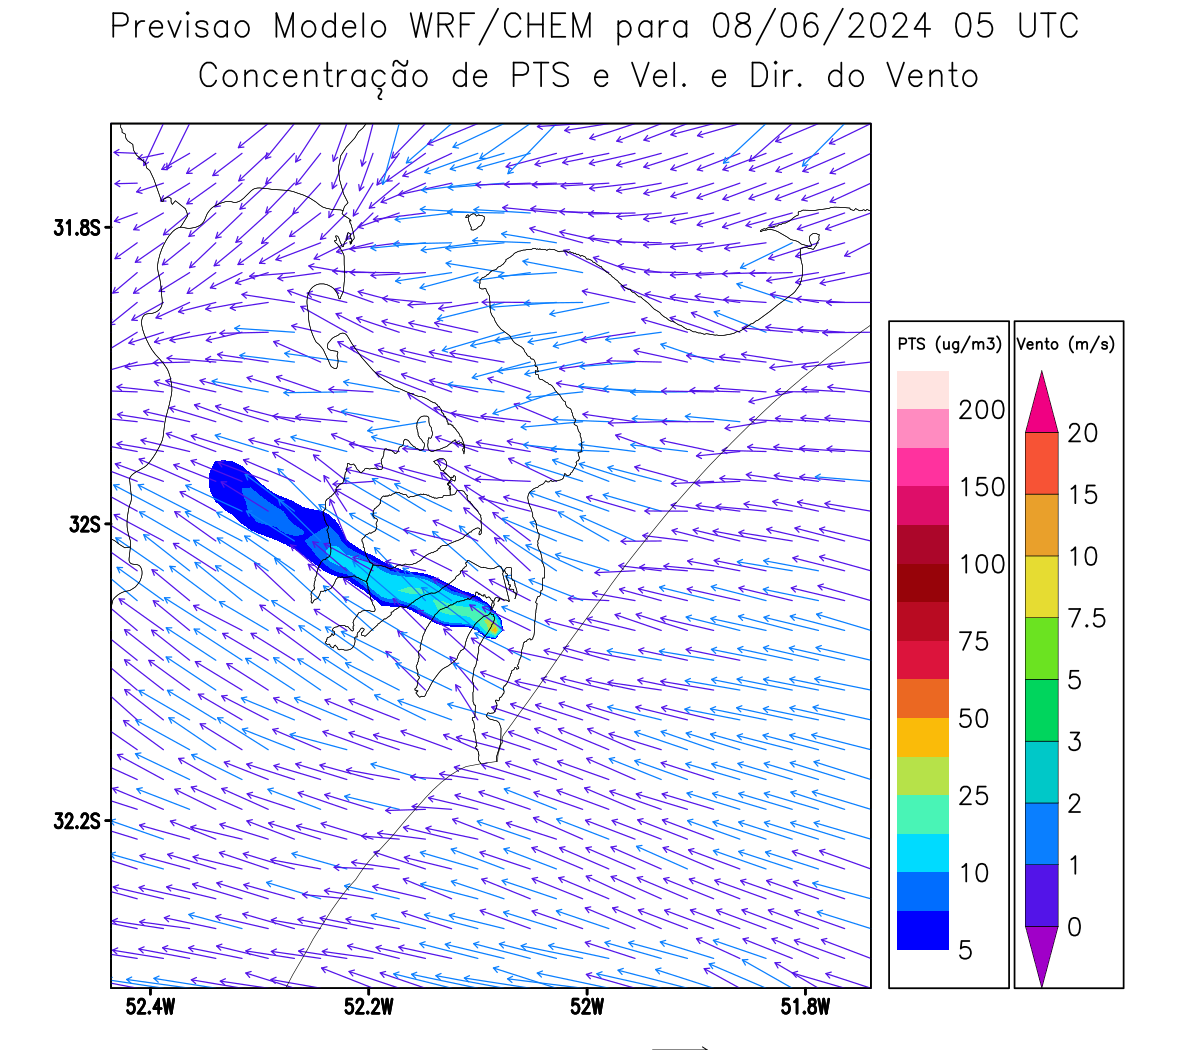 Previsao Modelo WRF/CHEM para 08/06/2024 05 UTC
Concentração de PTS e Vel. e Dir. do Vento
31.8S
32S
32.2S
52.4W 52.2W 52W 51.8W
PTS (ug/m3)
200
150
100
75
50
25
10
5
Vento (m/s)
20
15
10
7.5
5
3
2
1
0